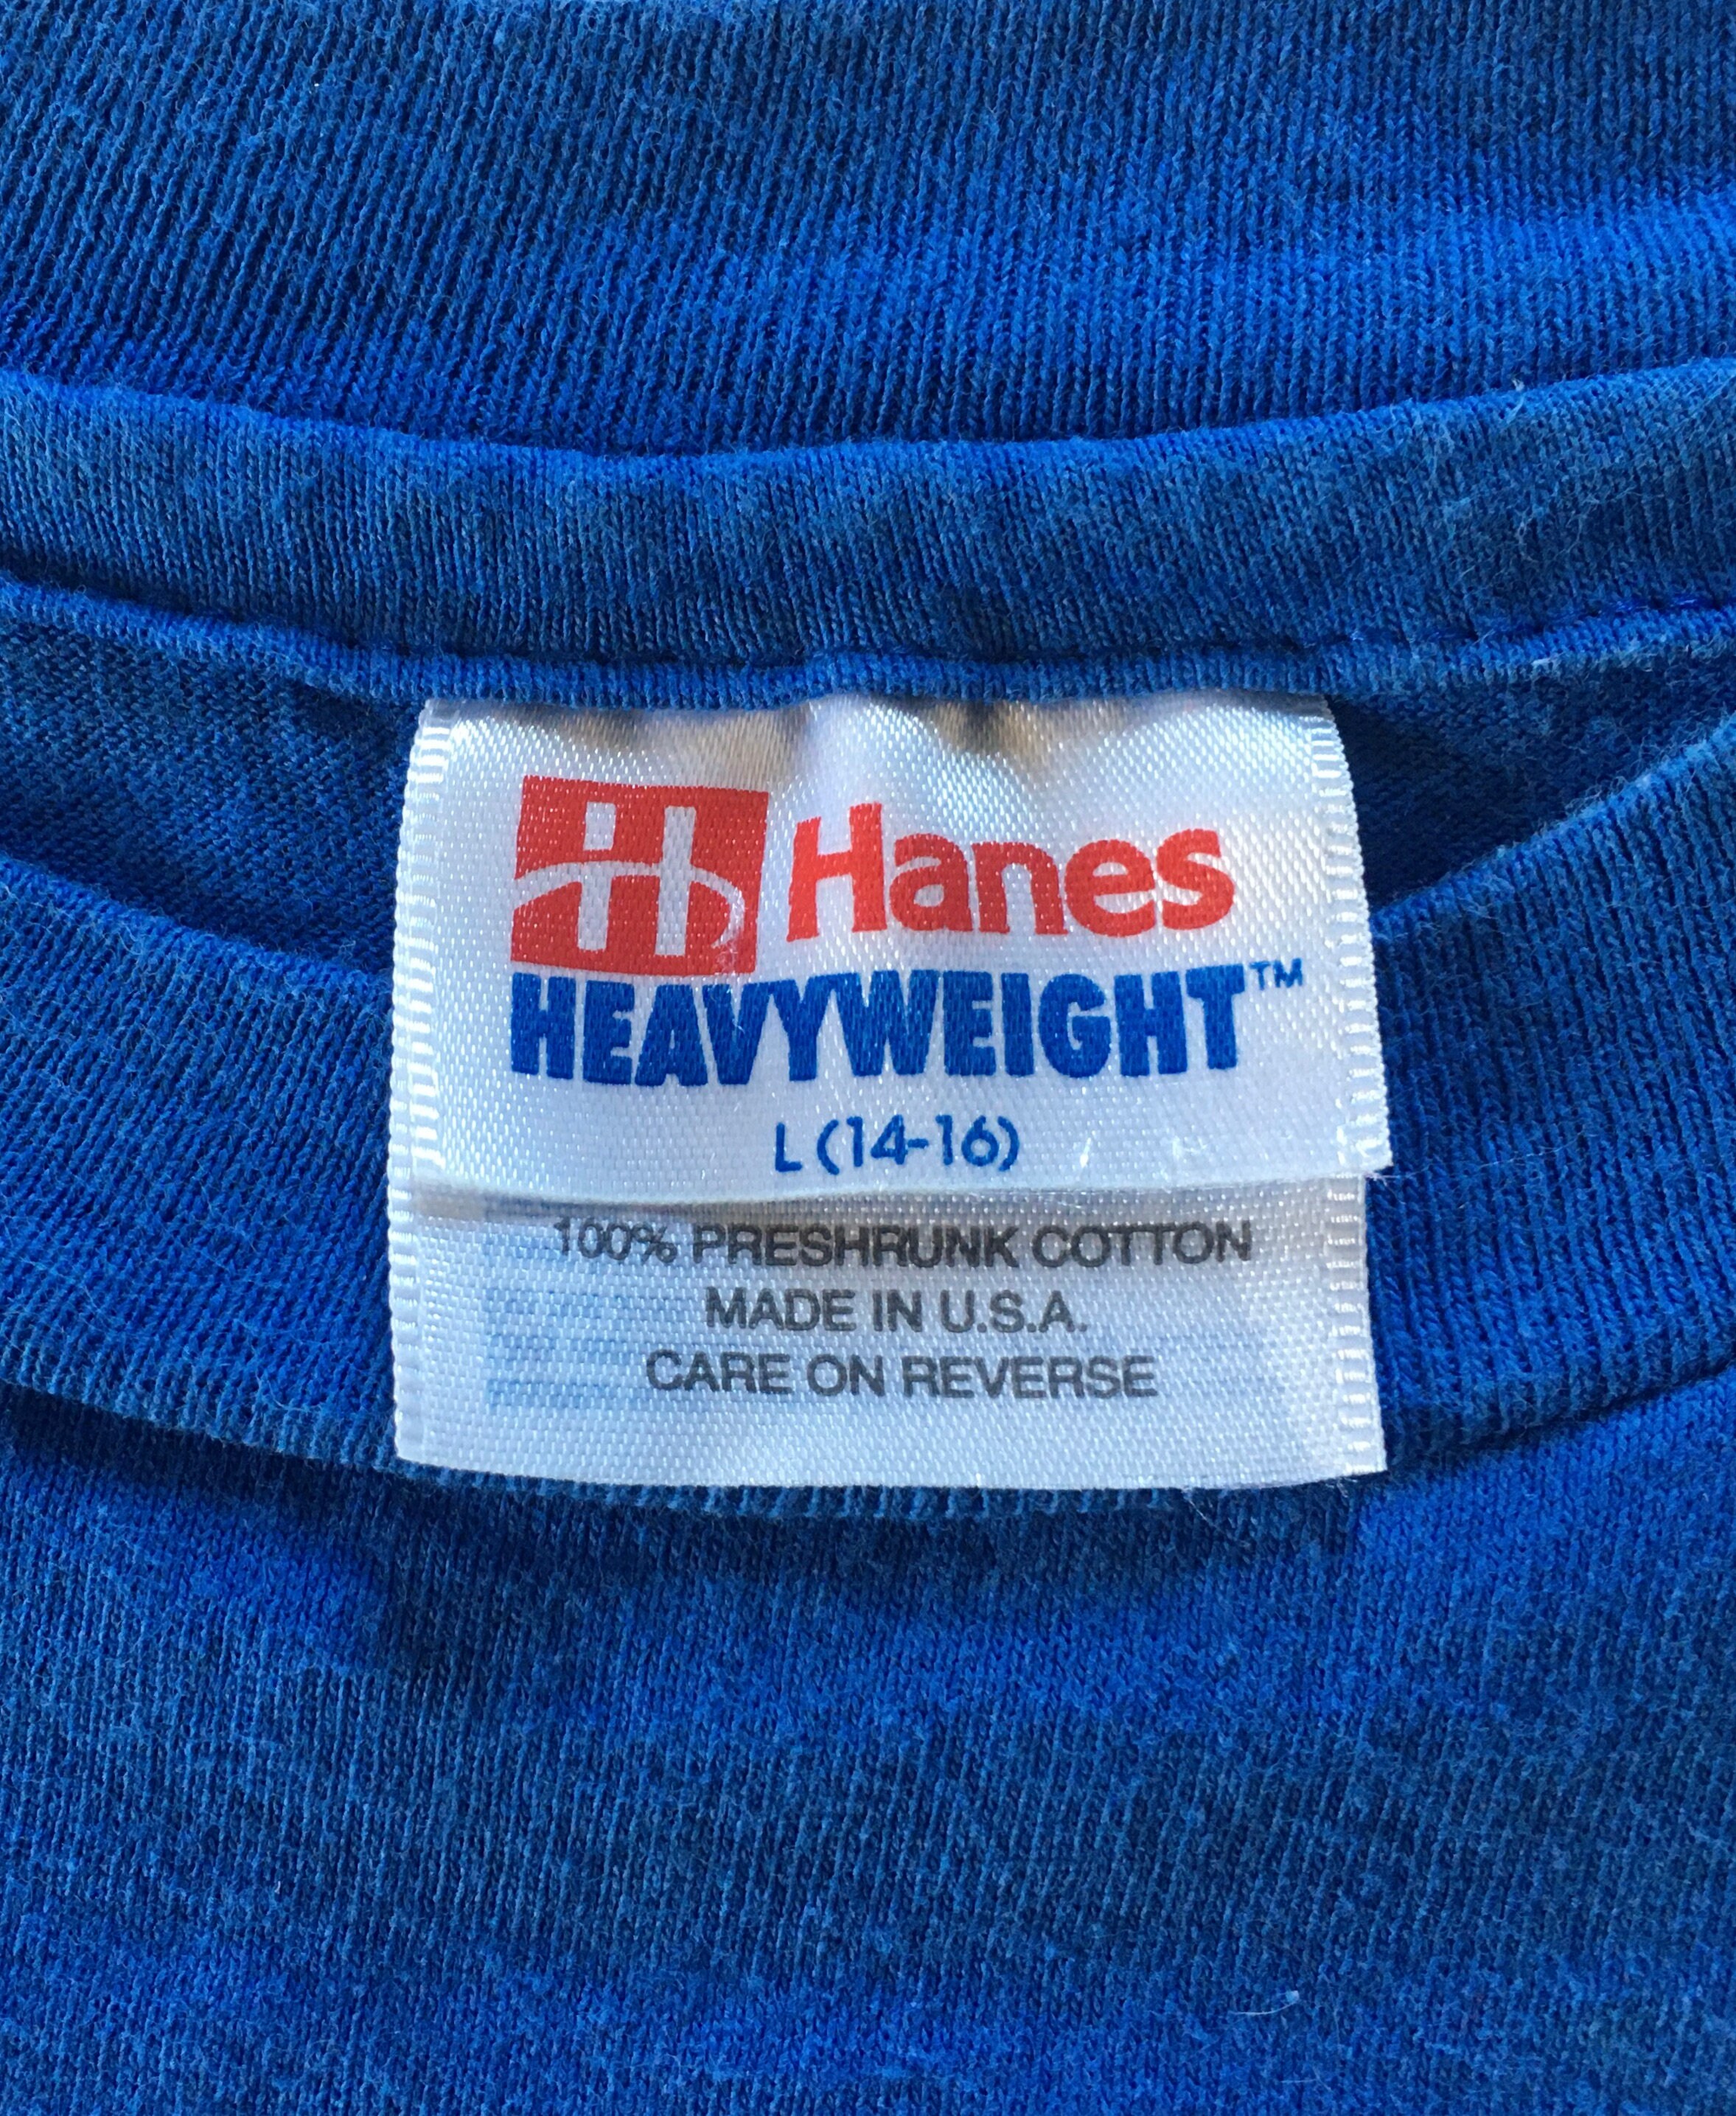 H Hanes
HEAVYWEIGHT™
L (14-16)
100% PRESHRUNK COTTON
MADE IN U.S.A.
CARE ON REVERSE